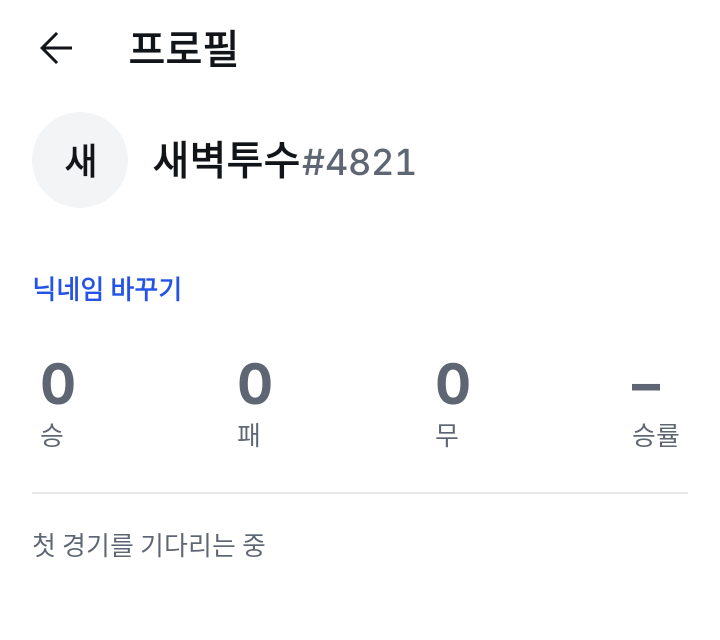 프로필
새 새벽투수#4821
닉네임 바꾸기
0 0 0 –
승 패 무 승률
첫 경기를 기다리는 중